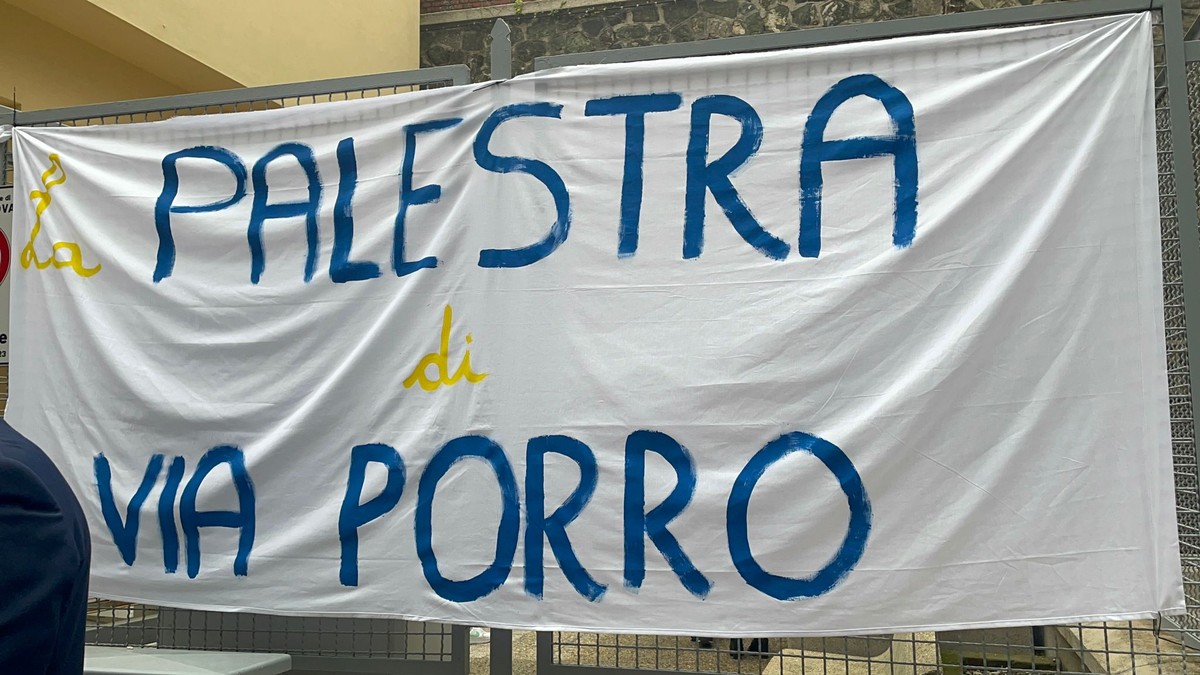 La PALESTRA
di
VIA PORRO